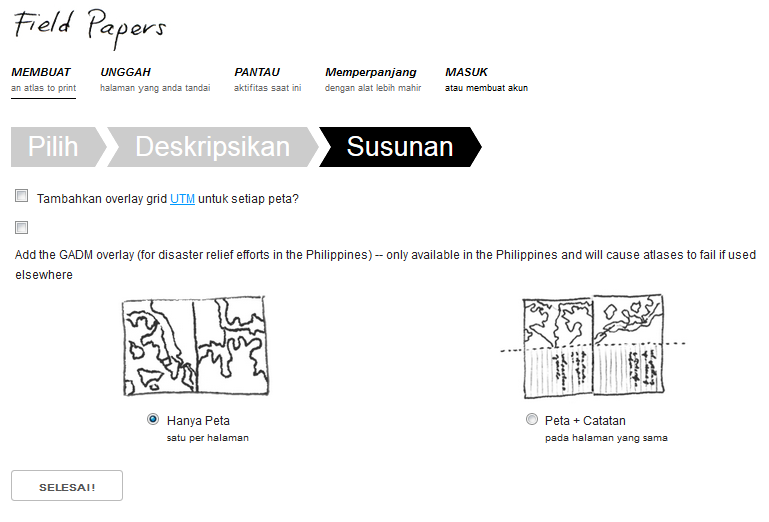 Field Papers
MEMBUAT UNGGAH PANTAU Memperpanjang MASUK
an atlas to print halaman yang anda tandai aktifitas saat ini dengan alat lebih mahir atau membuat akun
Pilih Deskripsikan Susunan
Tambahkan overlay grid UTM untuk setiap peta?
Add the GADM overlay (for disaster relief efforts in the Philippines) -- only available in the Philippines and will cause atlases to fail if used
elsewhere
Hanya Peta Peta + Catatan
satu per halaman pada halaman yang sama
SELESAI!